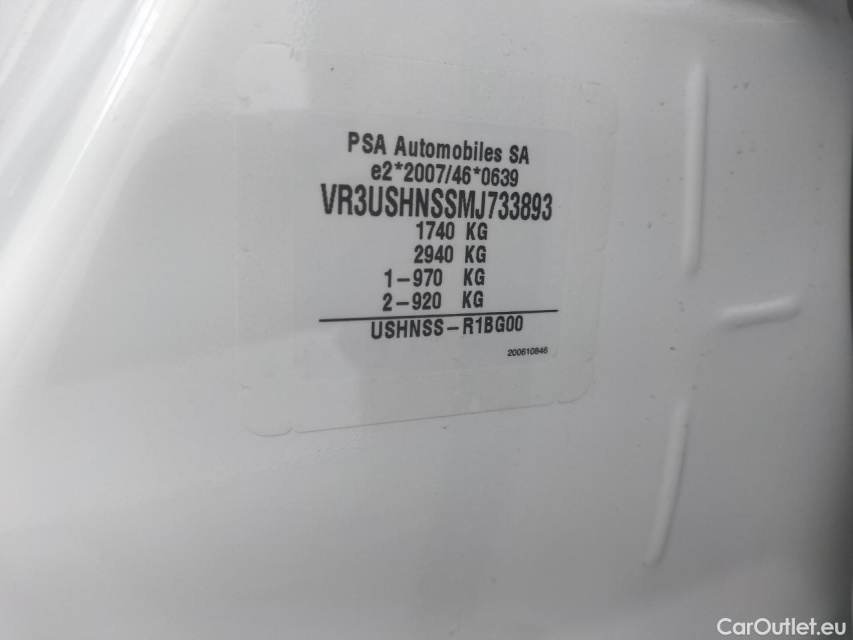 PSA Automobiles SA
e2*2007/46*0639
VR3USHNSSMJ733893
1740 KG
2940 KG
1-970 KG
2-920 KG
USHNSS-R1BG00
200610846
CarOutlet.eu